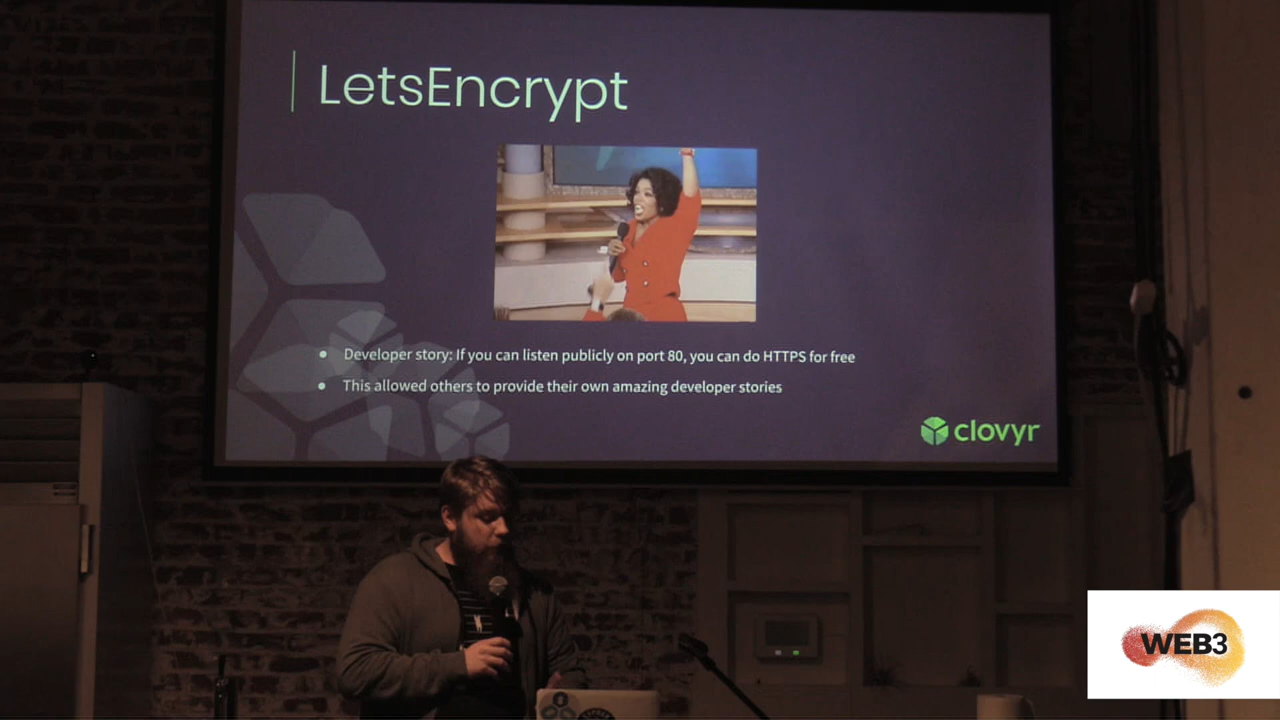 LetsEncrypt
Developer story: If you can listen publicly on port 80, you can do HTTPS for free
This allowed others to provide their own amazing developer stories
clovyr
WEB3